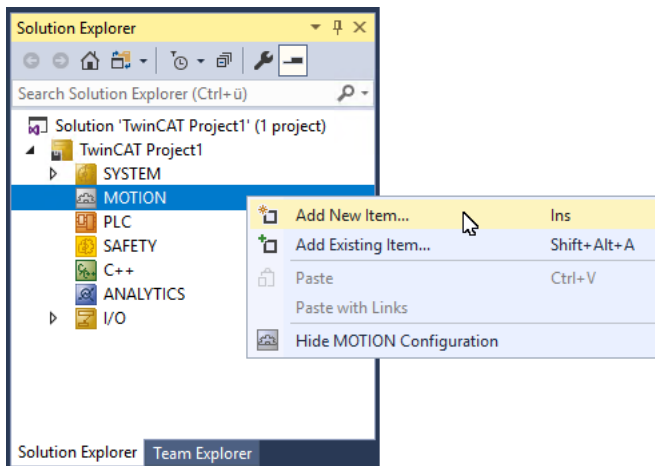 Solution Explorer
Search Solution Explorer (Ctrl+ü)
Solution 'TwinCAT Project1' (1 project)
TwinCAT Project1
SYSTEM
MOTION
PLC
SAFETY
C++
ANALYTICS
I/O
Add New Item... Ins
Add Existing Item... Shift+Alt+A
Paste Ctrl+V
Paste with Links
Hide MOTION Configuration
Solution Explorer Team Explorer